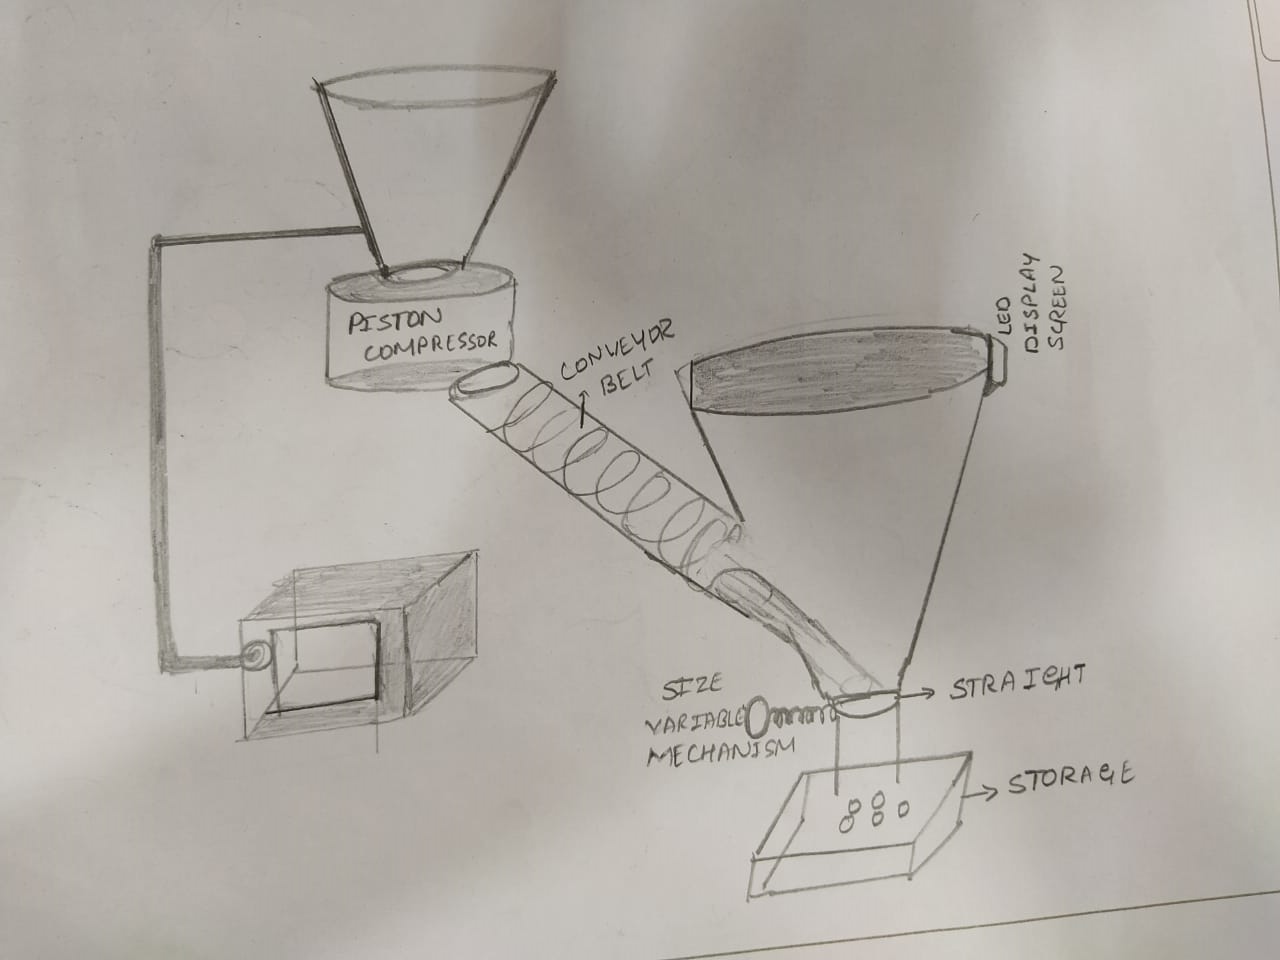 PISTON
COMPRESSOR
CONVEYOR
BELT
LED
DISPLAY
SCREEN
SIZE
VARIABLE
MECHANISM
STRAIGHT
STORAGE